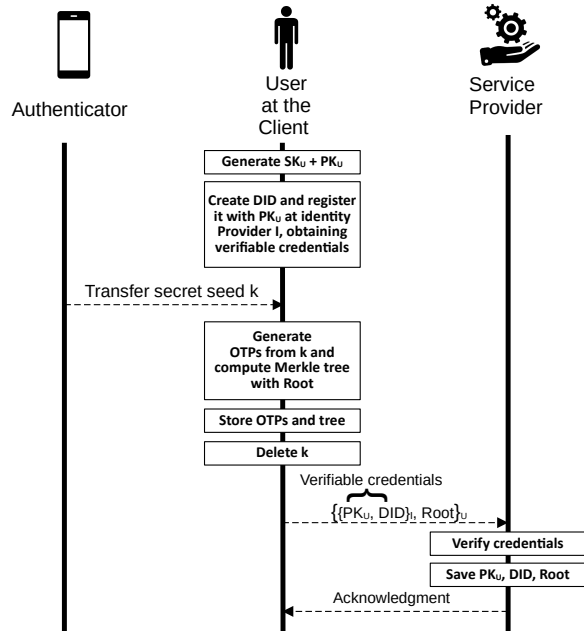 Authenticator
User
at the
Client
Service
Provider
Generate SKᵤ + PKᵤ
Create DID and register
it with PKᵤ at identity
Provider I, obtaining
verifiable credentials
Transfer secret seed k
Generate
OTPs from k and
compute Merkle tree
with Root
Store OTPs and tree
Delete k
Verifiable credentials
{{PKᵤ, DID}ᵢ, Root}ᵤ
Verify credentials
Save PKᵤ, DID, Root
Acknowledgment